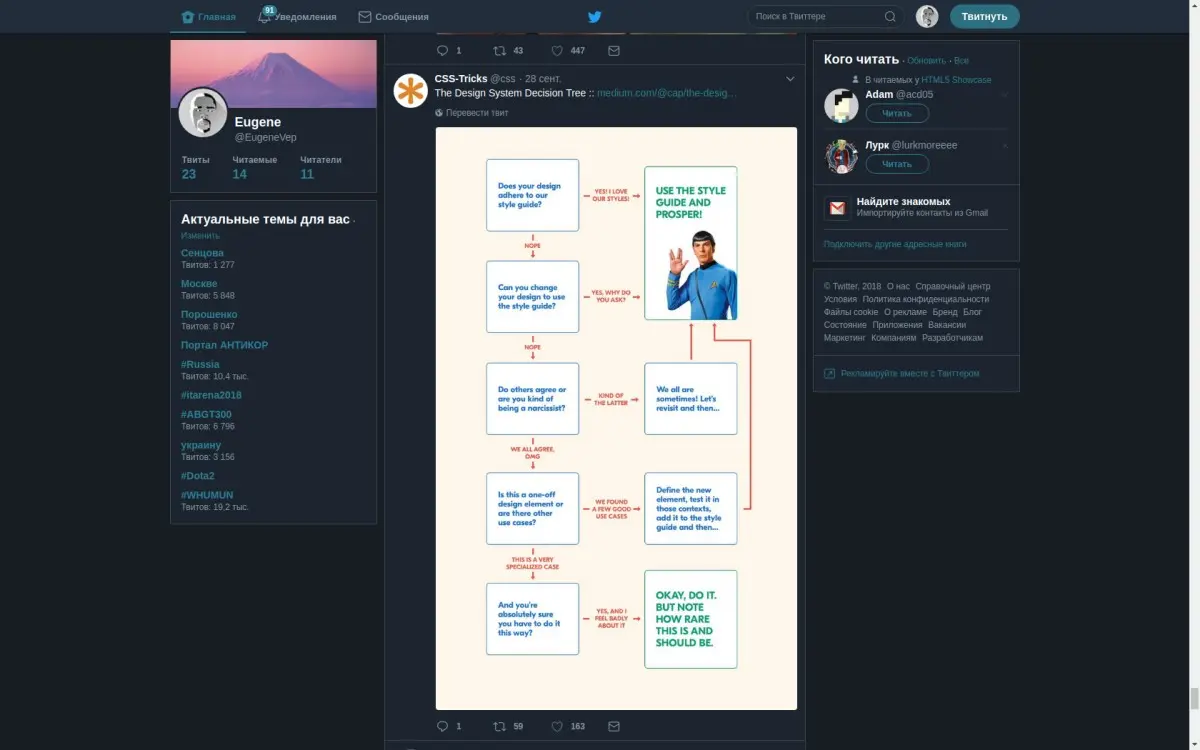 Главная
91
Уведомления
Сообщения
Поиск в Твиттере
Твитнуть
Eugene
@EugeneVep
Твиты Читаемые Читатели
23 14 11
Актуальные темы для вас ·
Изменить
Сенцова
Твитов: 1 277
Москве
Твитов: 5 848
Порошенко
Твитов: 8 047
Портал АНТИКОР
#Russia
Твитов: 10,4 тыс.
#itarena2018
#ABGT300
Твитов: 6 796
украину
Твитов: 3 156
#Dota2
#WHUMUN
Твитов: 19,2 тыс.
1 43 447
CSS-Tricks @css · 28 сент.
The Design System Decision Tree :: medium.com/@cap/the-desig...
Перевести твит
Does your design
adhere to our
style guide?
YES! I LOVE
OUR STYLES!
USE THE STYLE
GUIDE AND
PROSPER!
NOPE
Can you change
your design to use
the style guide?
YES, WHY DO
YOU ASK?
NOPE
Do others agree or
are you kind of
being a narcissist?
KIND OF
THE LATTER
We all are
sometimes! Let's
revisit and then...
WE ALL AGREE,
OMG
Is this a one-off
design element or
are there other
use cases?
WE FOUND
A FEW GOOD
USE CASES
Define the new
element, test it in
those contexts,
add it to the style
guide and then...
THIS IS A VERY
SPECIALIZED CASE
And you're
absolutely sure
you have to do it
this way?
YES, AND I
FEEL BADLY
ABOUT IT
OKAY, DO IT.
BUT NOTE
HOW RARE
THIS IS AND
SHOULD BE.
1 59 163
Кого читать · Обновить · Все
В читаемых у HTML5 Showcase
Adam @acd05
Читать
Лурк @lurkmoreeee
Читать
Найдите знакомых
Импортируйте контакты из Gmail
Подключить другие адресные книги
© Twitter, 2018 О нас Справочный центр
Условия Политика конфиденциальности
Файлы cookie О рекламе Бренд Блог
Состояние Приложения Вакансии
Маркетинг Компаниям Разработчикам
Рекламируйте вместе с Твиттером